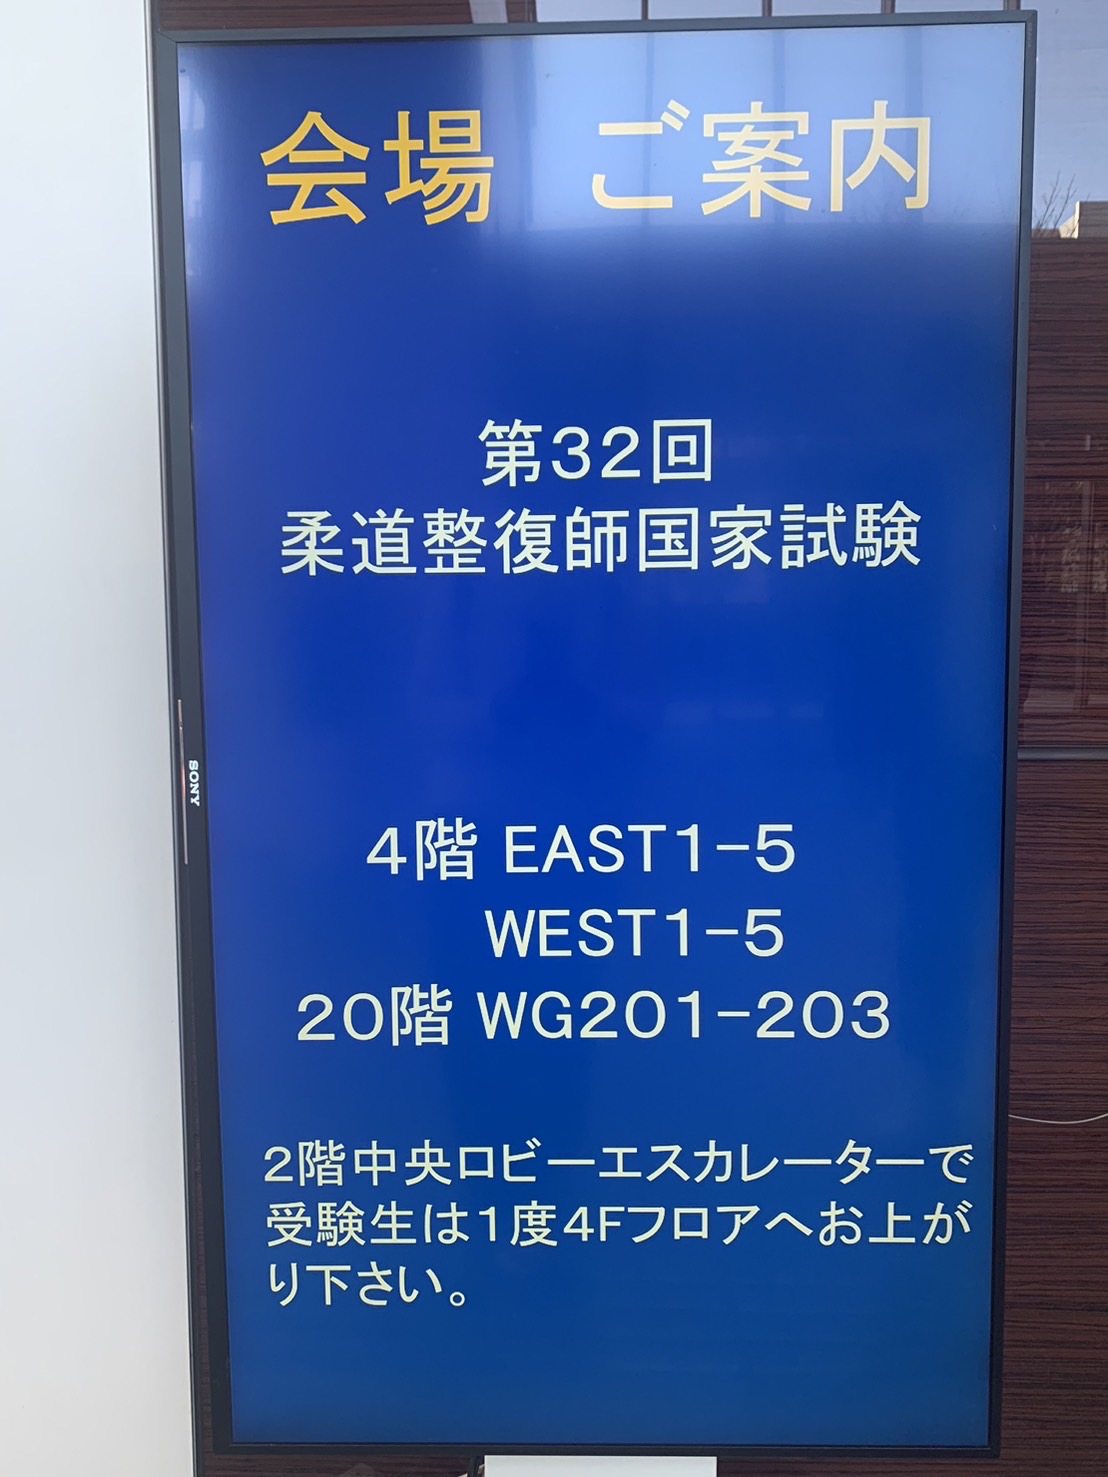 会場　ご案内
第32回
柔道整復師国家試験
SONY
4階 EAST1-5
WEST1-5
20階 WG201-203
2階中央ロビーエスカレーターで
受験生は1度4Fフロアへお上が
り下さい。